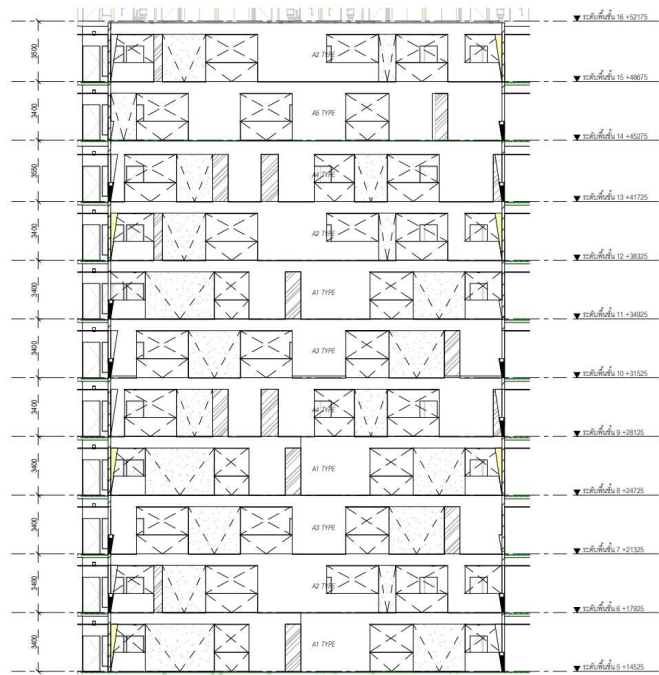 ระดับพื้นชั้น 16 +52175
3500
A2 TYPE
ระดับพื้นชั้น 15 +48675
3400
A5 TYPE
ระดับพื้นชั้น 14 +45275
3550
A4 TYPE
ระดับพื้นชั้น 13 +41725
3400
A2 TYPE
ระดับพื้นชั้น 12 +38325
3400
A1 TYPE
ระดับพื้นชั้น 11 +34925
3400
A3 TYPE
ระดับพื้นชั้น 10 +31525
3400
A4 TYPE
ระดับพื้นชั้น 9 +28125
3400
A1 TYPE
ระดับพื้นชั้น 8 +24725
3400
A3 TYPE
ระดับพื้นชั้น 7 +21325
3400
A2 TYPE
ระดับพื้นชั้น 6 +17925
3400
A1 TYPE
ระดับพื้นชั้น 5 +14525